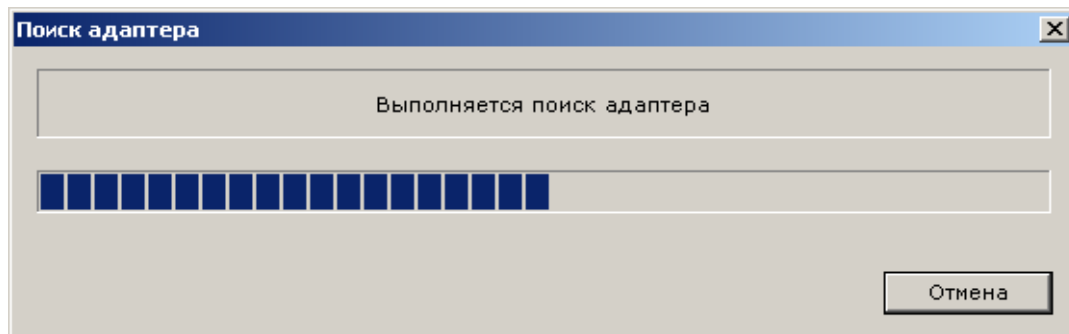 Поиск адаптера
Выполняется поиск адаптера
Отмена